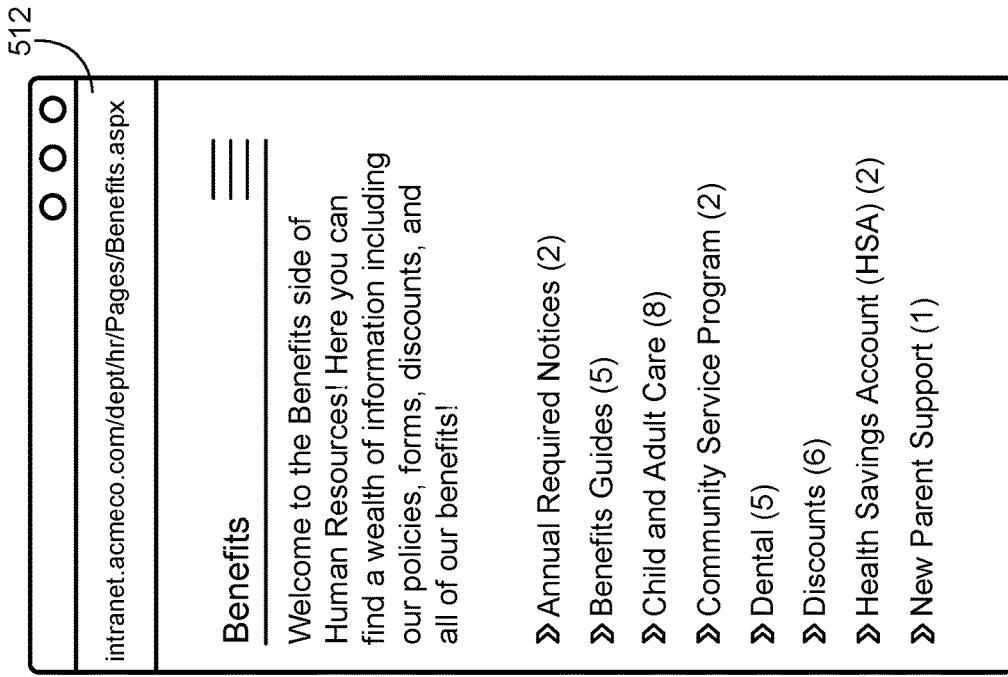 512
intranet.acmeco.com/dept/hr/Pages/Benefits.aspx
Benefits
Welcome to the Benefits side of
Human Resources! Here you can
find a wealth of information including
our policies, forms, discounts, and
all of our benefits!
» Annual Required Notices (2)
» Benefits Guides (5)
» Child and Adult Care (8)
» Community Service Program (2)
» Dental (5)
» Discounts (6)
» Health Savings Account (HSA) (2)
» New Parent Support (1)